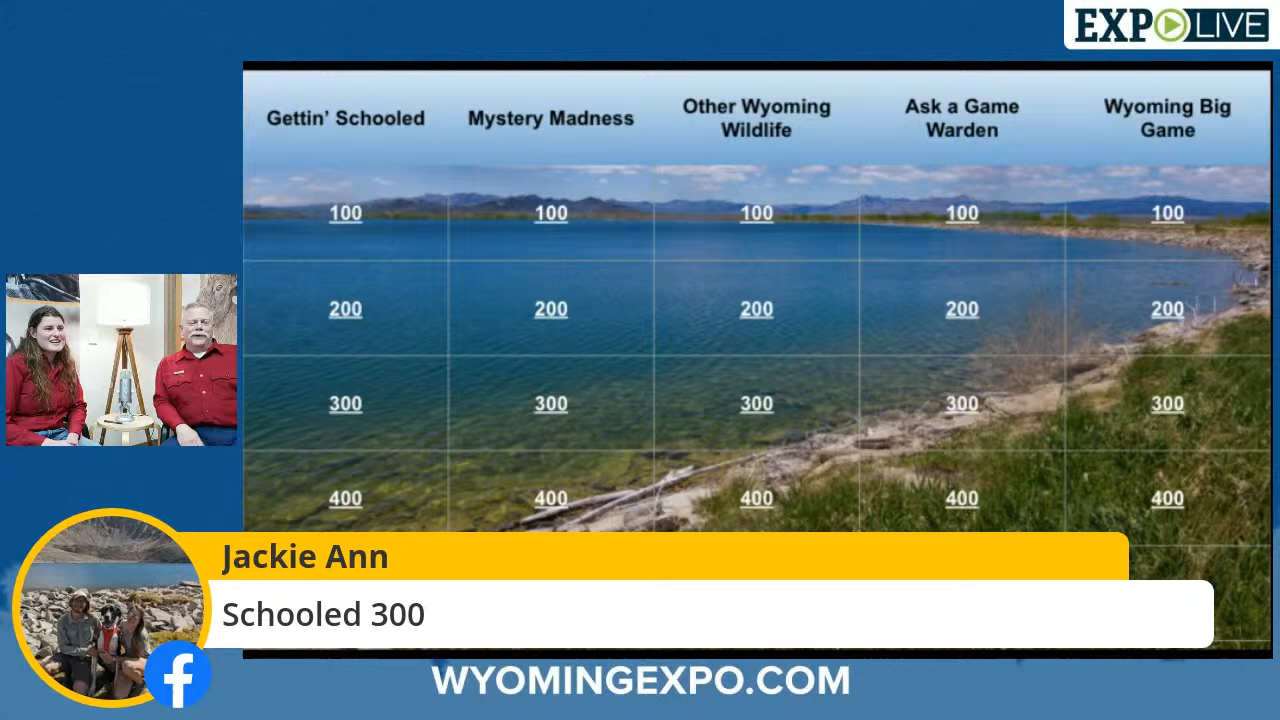 EXPO LIVE
Gettin’ Schooled
Mystery Madness
Other Wyoming
Wildlife
Ask a Game
Warden
Wyoming Big
Game
100 100 100 100 100
200 200 200 200 200
300 300 300 300 300
400 400 400 400 400
Jackie Ann
Schooled 300
WYOMINGEXPO.COM